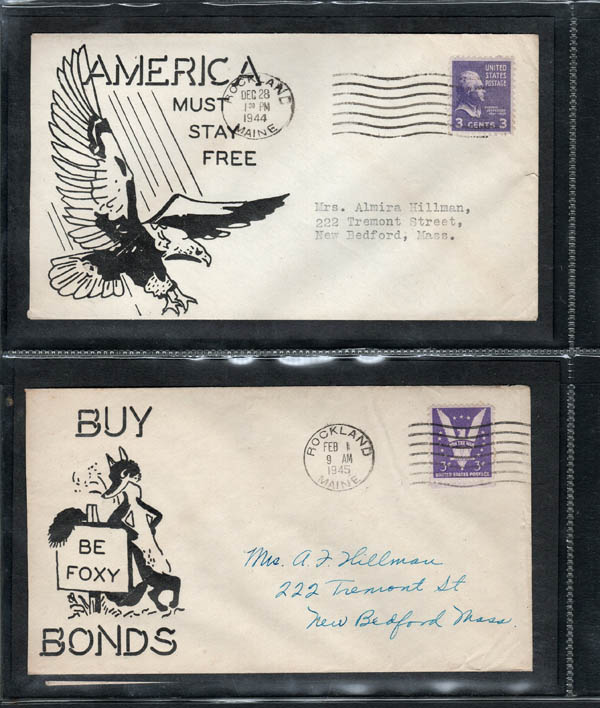 AMERICA
MUST
STAY
FREE
ROCKLAND
DEC 28
1944
MAINE
UNITED
STATES
POSTAGE
3 CENTS 3
Mrs. Almira Hillman,
222 Tremont Street,
New Bedford, Mass.
BUY
BE
FOXY
BONDS
ROCKLAND
FEB 1
9 AM
1945
MAINE
3¢ 3¢
UNITED STATES POSTAGE
Mrs. A. F. Hillman
222 Tremont St
New Bedford Mass.